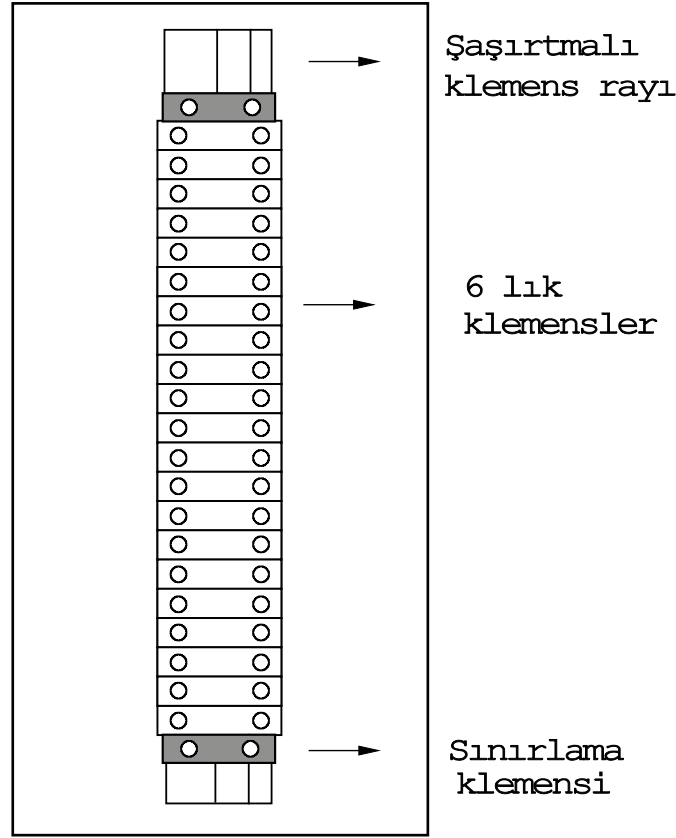 Şaşırtmalı
klemens rayı
6 lık
klemensler
Sınırlama
klemensi